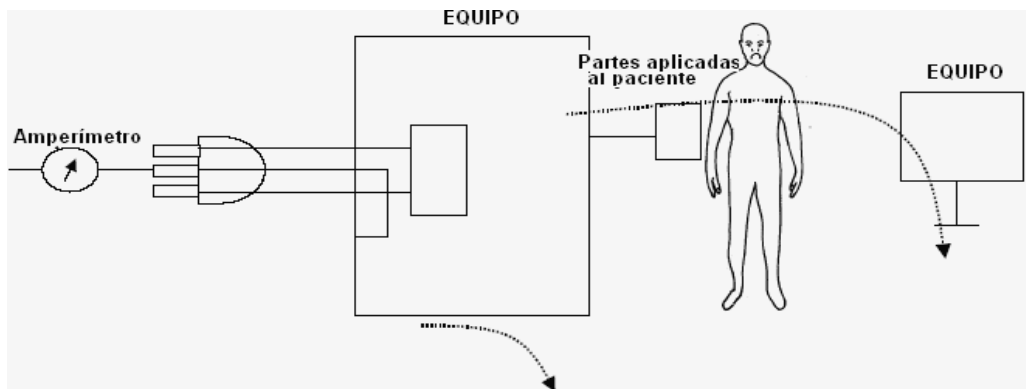 EQUIPO
Partes aplicadas
al paciente
EQUIPO
Amperímetro